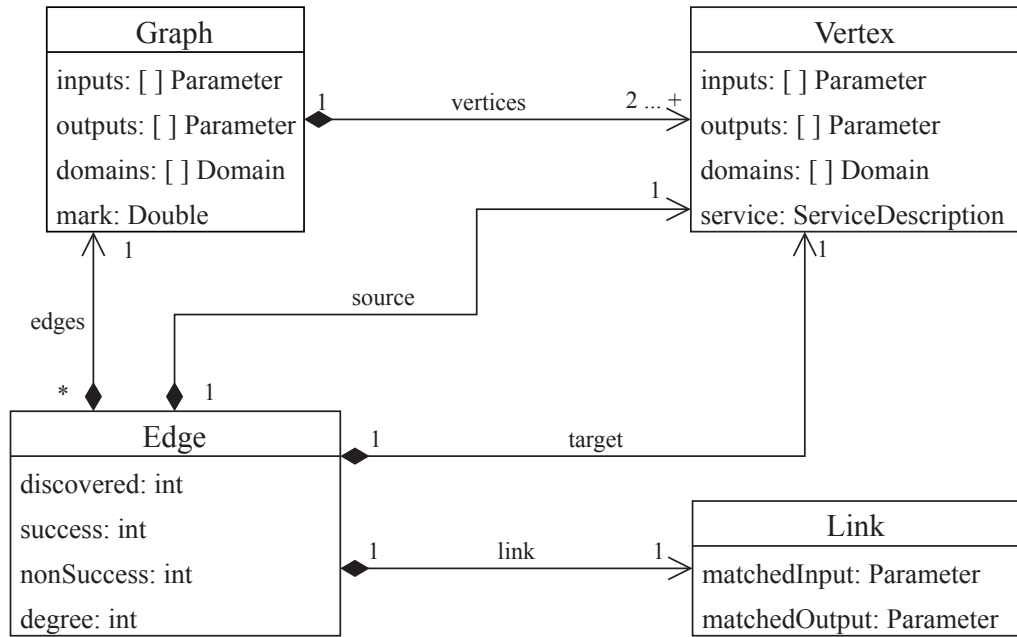 Graph
inputs: [ ] Parameter
outputs: [ ] Parameter
domains: [ ] Domain
mark: Double
1
vertices
2 ... +
Vertex
inputs: [ ] Parameter
outputs: [ ] Parameter
domains: [ ] Domain
service: ServiceDescription
1
edges
*
1
source
1
1
target
1
Edge
discovered: int
success: int
nonSuccess: int
degree: int
1
link
1
Link
matchedInput: Parameter
matchedOutput: Parameter